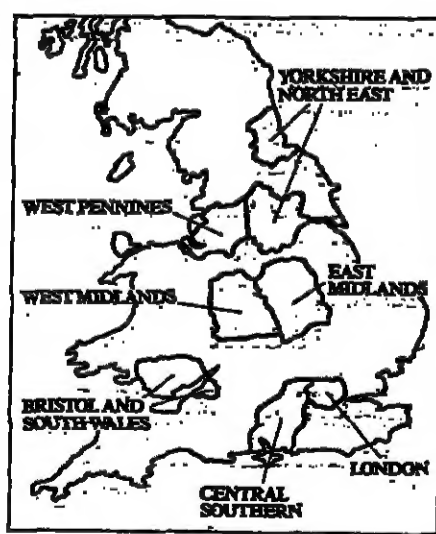 YORKSHIRE AND
NORTH EAST
WEST PENNINES
WEST MIDLANDS
EAST
MIDLANDS
BRISTOL AND
SOUTH WALES
LONDON
CENTRAL
SOUTHERN